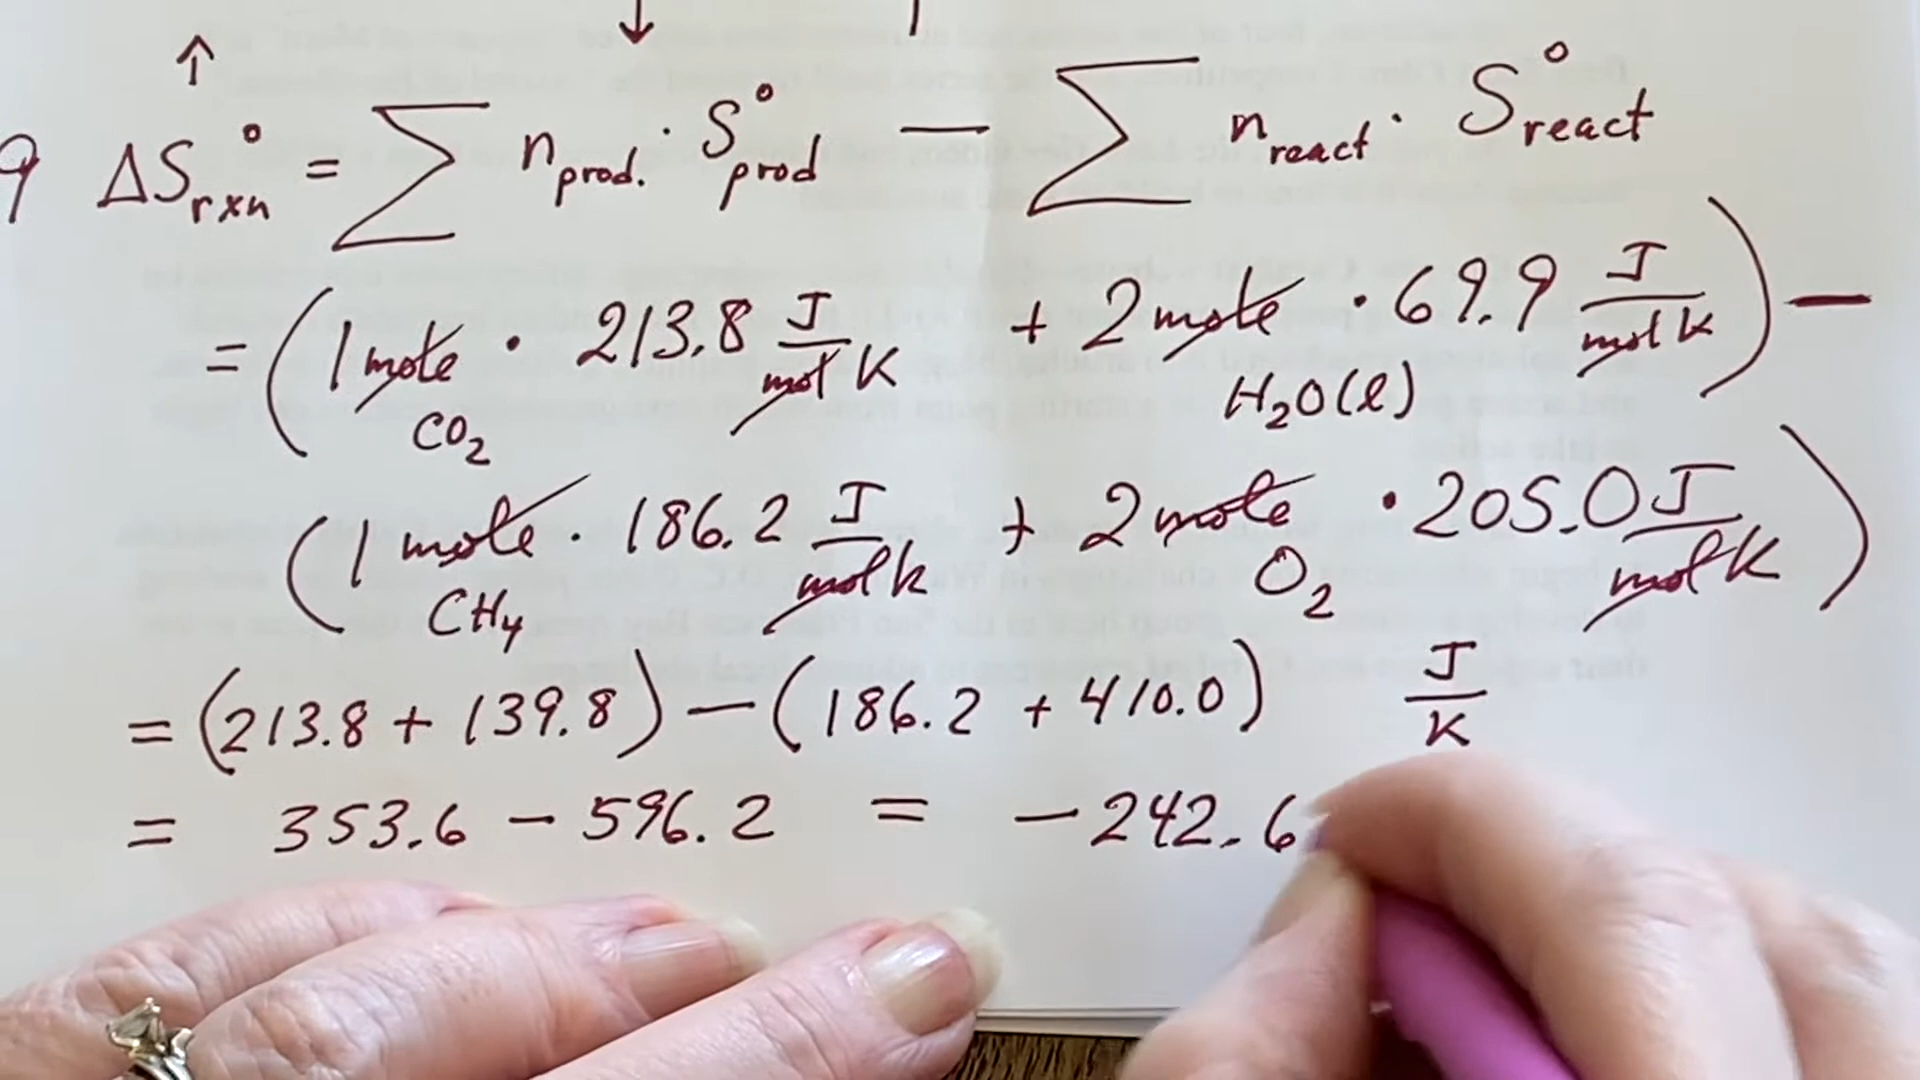 9 ΔS°rxn = Σ nprod. · S°prod — Σ nreact · S°react
= (1 mole · 213.8 J/mol K + 2 mole · 69.9 J/mol K) —
CO₂ H₂O(l)
(1 mole · 186.2 J/mol K + 2 mole · 205.0 J/mol K)
CH₄ O₂
= (213.8 + 139.8) — (186.2 + 410.0) J/K
= 353.6 – 596.2 = –242.6